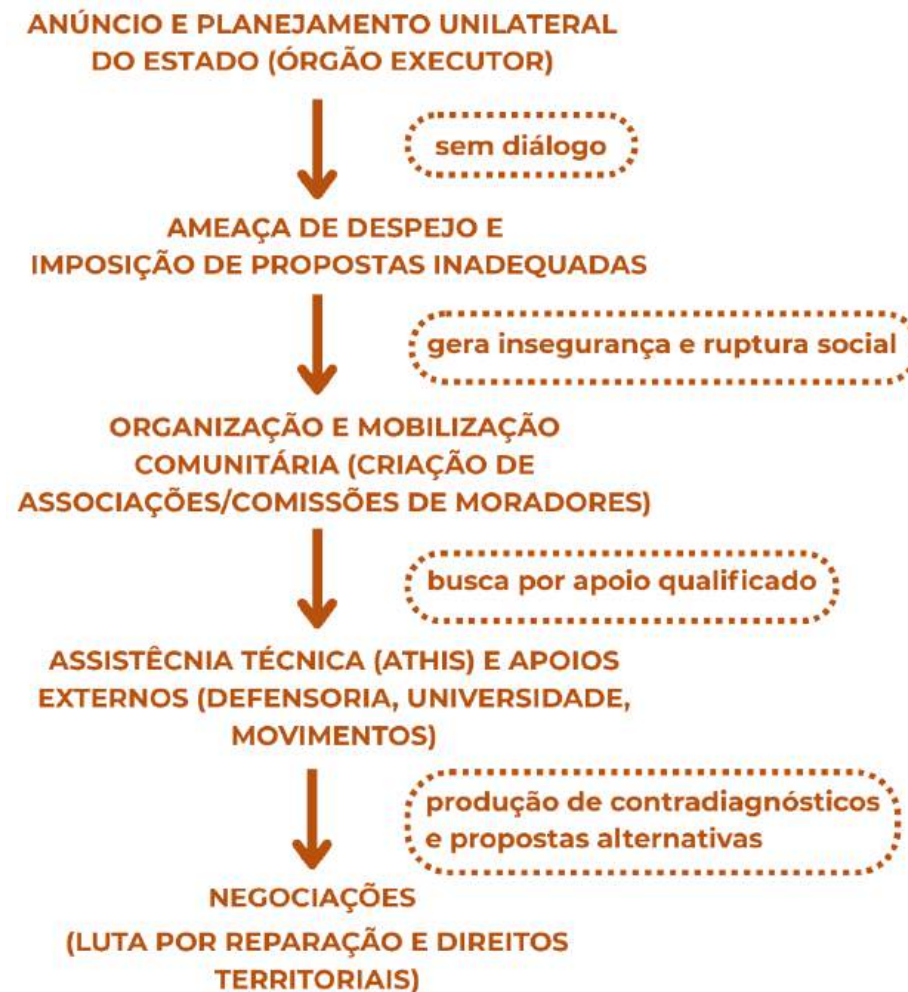 ANÚNCIO E PLANEJAMENTO UNILATERAL
DO ESTADO (ÓRGÃO EXECUTOR)
sem diálogo
AMEAÇA DE DESPEJO E
IMPOSIÇÃO DE PROPOSTAS INADEQUADAS
gera insegurança e ruptura social
ORGANIZAÇÃO E MOBILIZAÇÃO
COMUNITÁRIA (CRIAÇÃO DE
ASSOCIAÇÕES/COMISSÕES DE MORADORES)
busca por apoio qualificado
ASSISTÊCNIA TÉCNICA (ATHIS) E APOIOS
EXTERNOS (DEFENSORIA, UNIVERSIDADE,
MOVIMENTOS)
produção de contradiagnósticos
e propostas alternativas
NEGOCIAÇÕES
(LUTA POR REPARAÇÃO E DIREITOS
TERRITORIAIS)